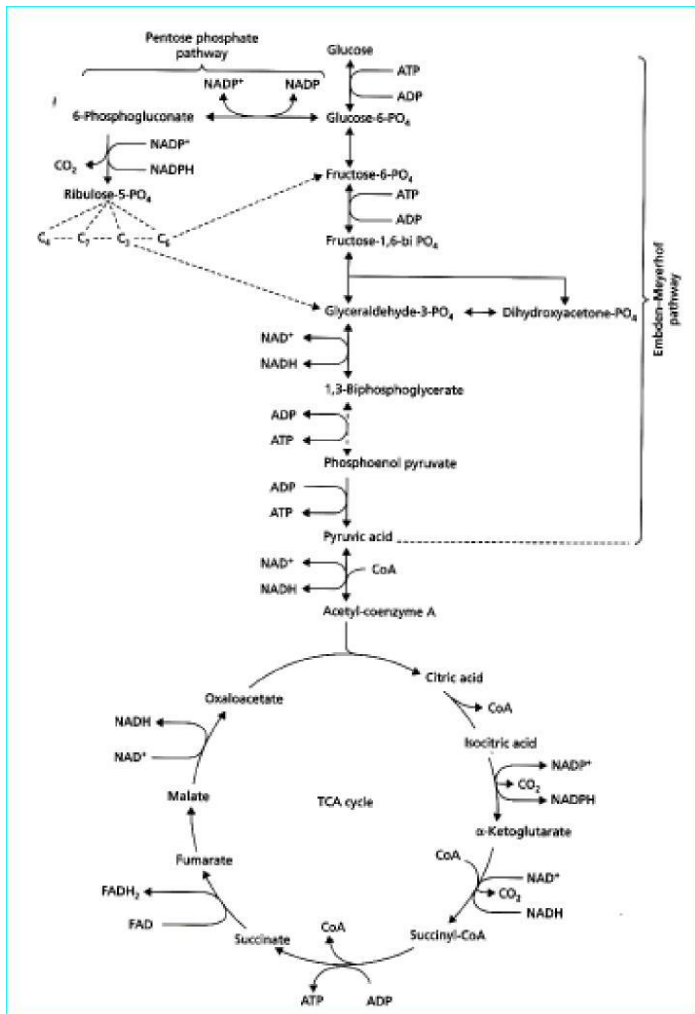 Pentose phosphate
pathway
Glucose
NADP⁺
NADP
ATP
ADP
6-Phosphogluconate
Glucose-6-PO₄
NADP⁺
CO₂
NADPH
Ribulose-5-PO₄
Fructose-6-PO₄
ATP
ADP
C₄
C₇
C₃
C₆
Fructose-1,6-bi PO₄
Glyceraldehyde-3-PO₄
Dihydroxyacetone-PO₄
Embden-Meyerhof
pathway
NAD⁺
NADH
1,3-Biphosphoglycerate
ADP
ATP
Phosphoenol pyruvate
ADP
ATP
Pyruvic acid
NAD⁺
CoA
NADH
Acetyl-coenzyme A
Citric acid
Oxaloacetate
CoA
NADH
Isocitric acid
NAD⁺
NADP⁺
CO₂
Malate
TCA cycle
NADPH
α-Ketoglutarate
CoA
Fumarate
NAD⁺
FADH₂
CO₂
NADH
FAD
CoA
Succinate
Succinyl-CoA
ATP
ADP